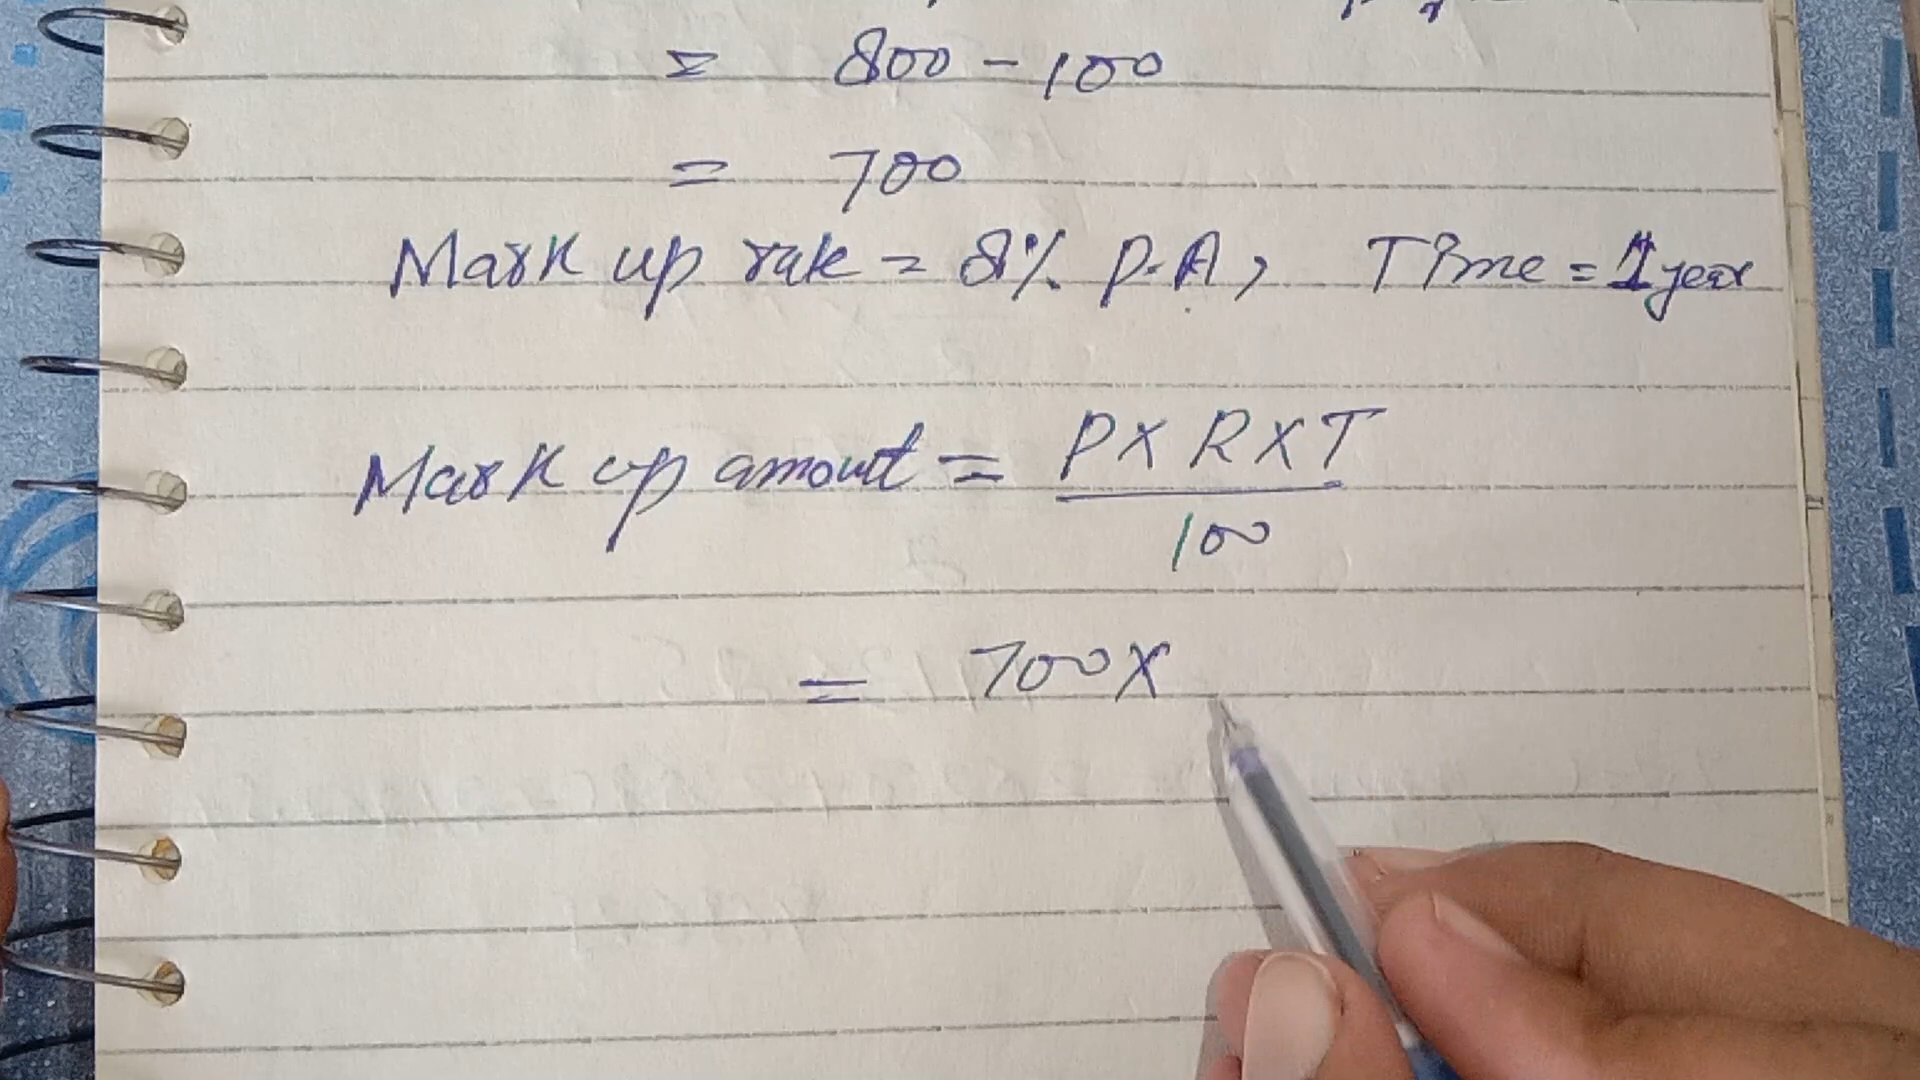 = 800 - 100
= 700
Mark up rate = 8% P.A, Time = 1 year
Mark up amount = P X R X T
100
= 700 X